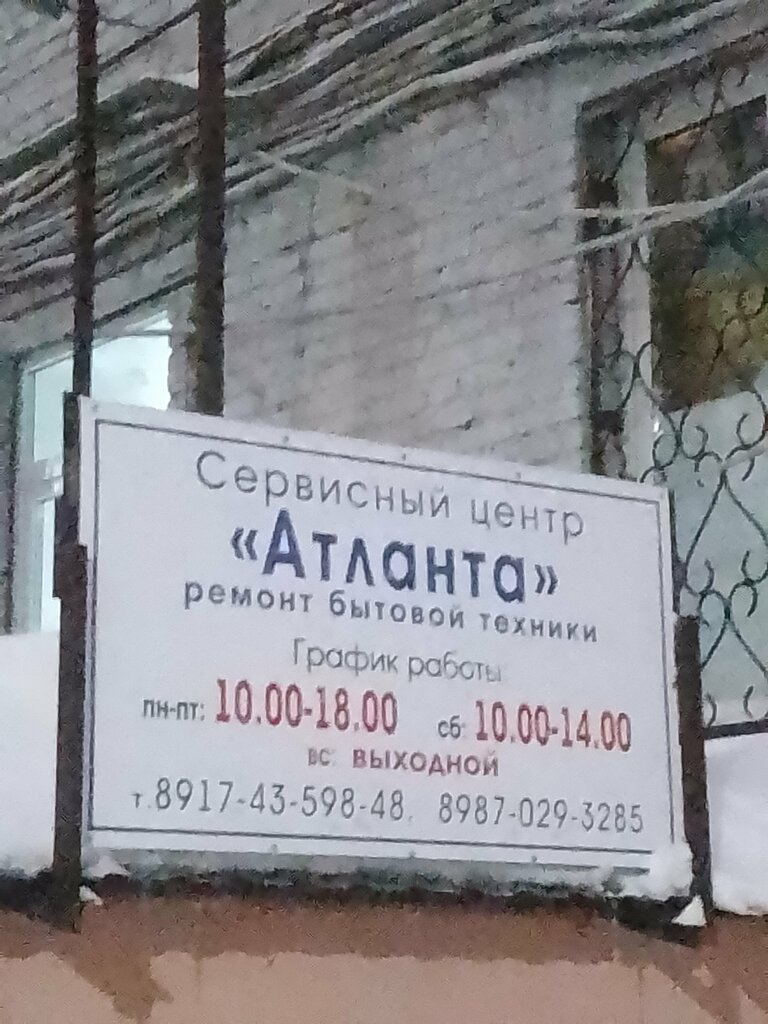 Сервисный центр
«Атланта»
ремонт бытовой техники
График работы
пн-пт: 10.00-18.00 сб: 10.00-14.00
вс: выходной
т.8917-43-598-48, 8987-029-3285